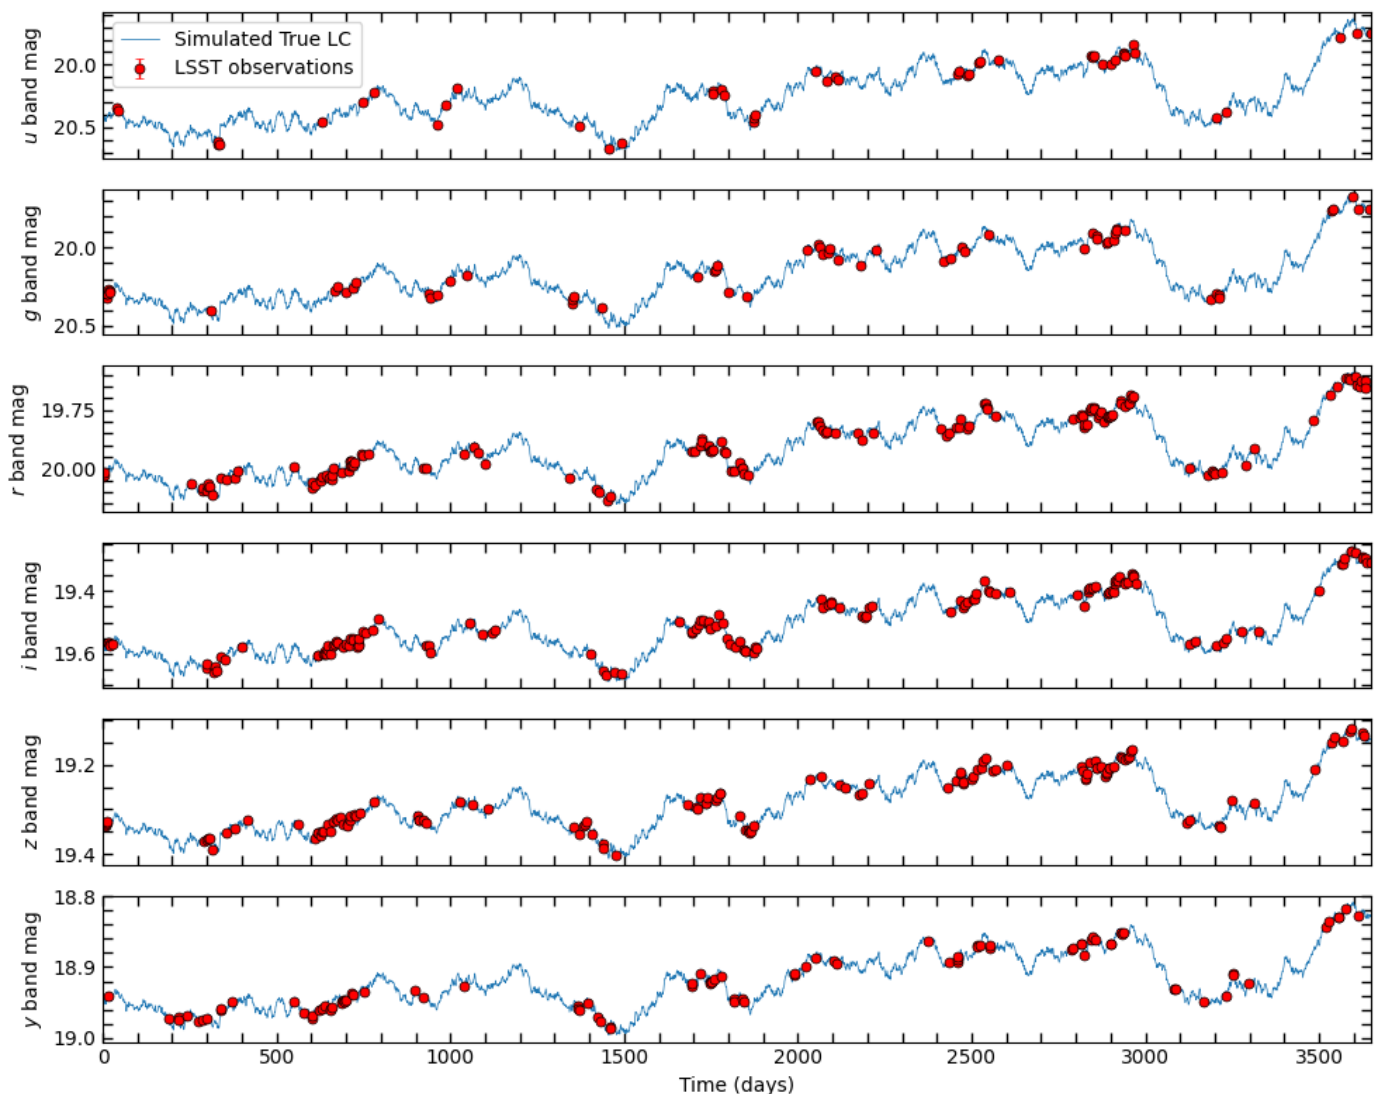 Simulated True LC
LSST observations
u band mag
20.0
20.5
g band mag
20.0
20.5
r band mag
19.75
20.00
i band mag
19.4
19.6
z band mag
19.2
19.4
y band mag
18.8
18.9
19.0
0 500 1000 1500 2000 2500 3000 3500
Time (days)